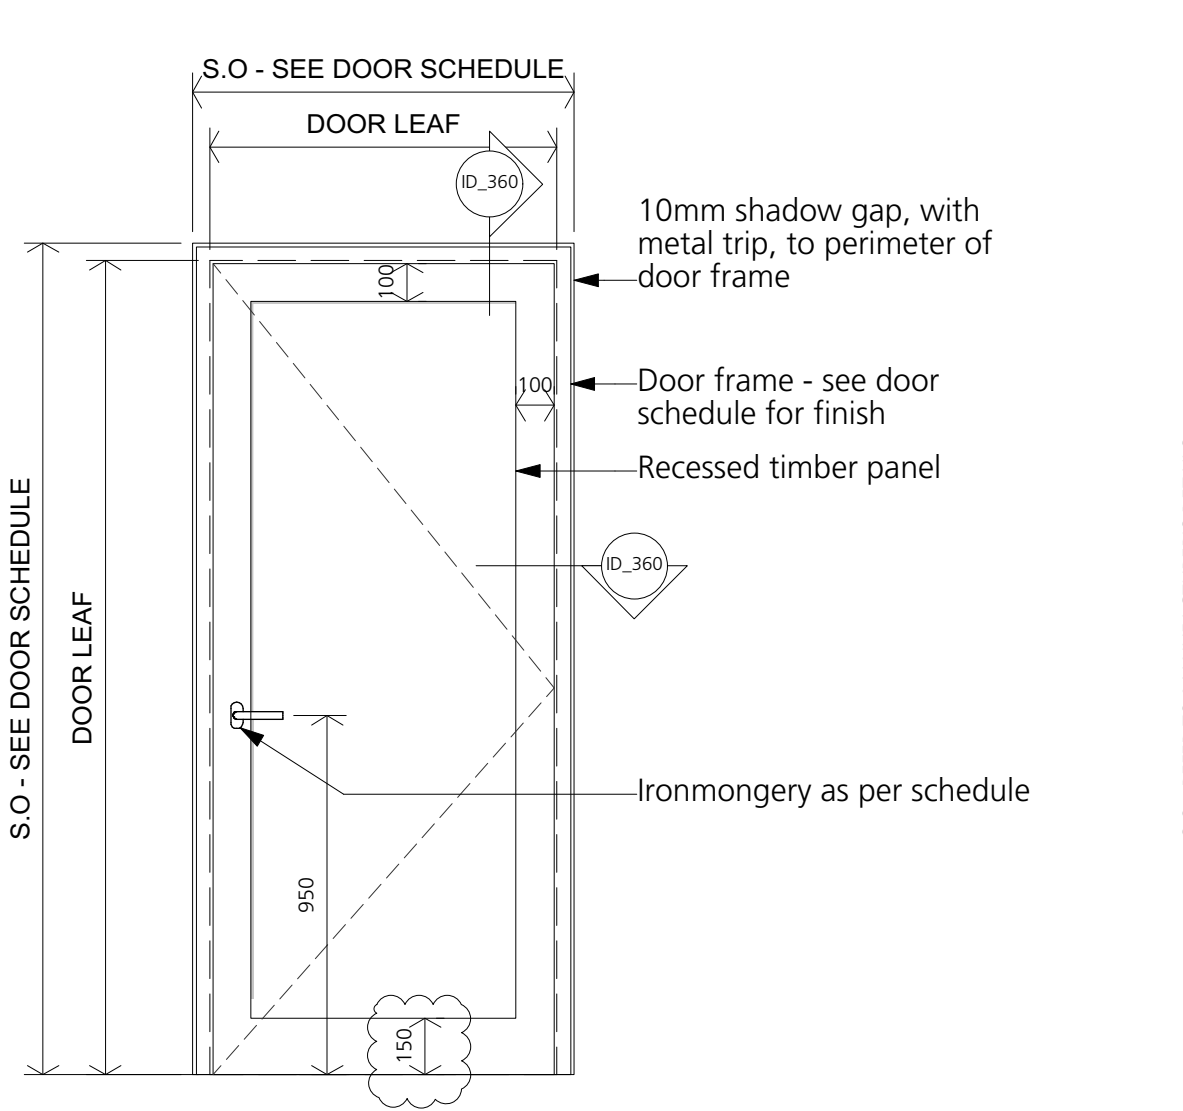 S.O - SEE DOOR SCHEDULE
DOOR LEAF
ID_360
10mm shadow gap, with
metal trip, to perimeter of
door frame
100
100
Door frame - see door
schedule for finish
Recessed timber panel
ID_360
S.O - SEE DOOR SCHEDULE
DOOR LEAF
Ironmongery as per schedule
950
150